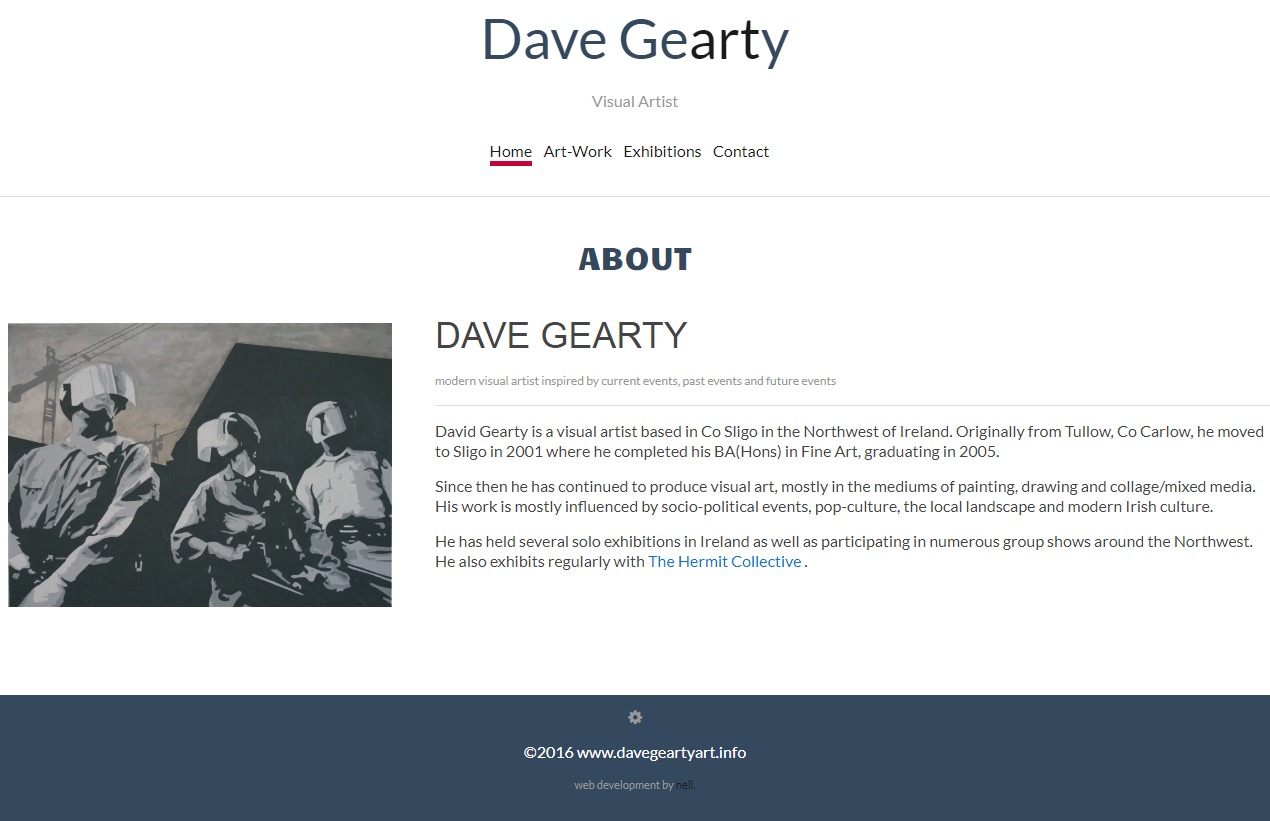 Dave Gearty
Visual Artist
Home Art-Work Exhibitions Contact
ABOUT
DAVE GEARTY
modern visual artist inspired by current events, past events and future events
David Gearty is a visual artist based in Co Sligo in the Northwest of Ireland. Originally from Tullow, Co Carlow, he moved
to Sligo in 2001 where he completed his BA(Hons) in Fine Art, graduating in 2005.
Since then he has continued to produce visual art, mostly in the mediums of painting, drawing and collage/mixed media.
His work is mostly influenced by socio-political events, pop-culture, the local landscape and modern Irish culture.
He has held several solo exhibitions in Ireland as well as participating in numerous group shows around the Northwest.
He also exhibits regularly with The Hermit Collective .
©2016 www.davegeartyart.info
web development by nell.